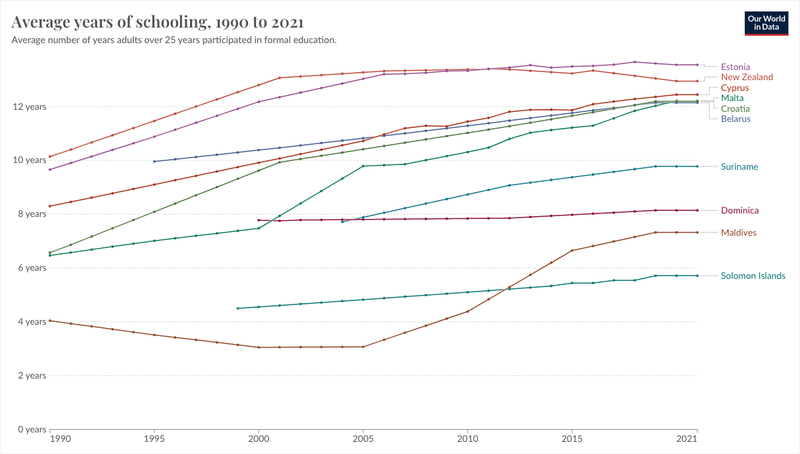 Average years of schooling, 1990 to 2021
Our World
in Data
Average number of years adults over 25 years participated in formal education.
12 years
10 years
8 years
6 years
4 years
2 years
0 years
1990
1995
2000
2005
2010
2015
2021
Estonia
New Zealand
Cyprus
Malta
Croatia
Belarus
Suriname
Dominica
Maldives
Solomon Islands